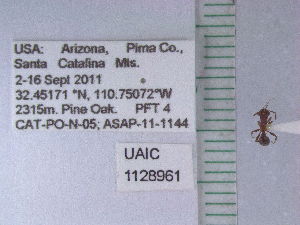 USA: Arizona, Pima Co.,
Santa Catalina Mts.
2-16 Sept 2011
32.45171 °N, 110.75072°W
2315m. Pine Oak. PFT 4
CAT-PO-N-05; ASAP-11-1144
UAIC
1128961